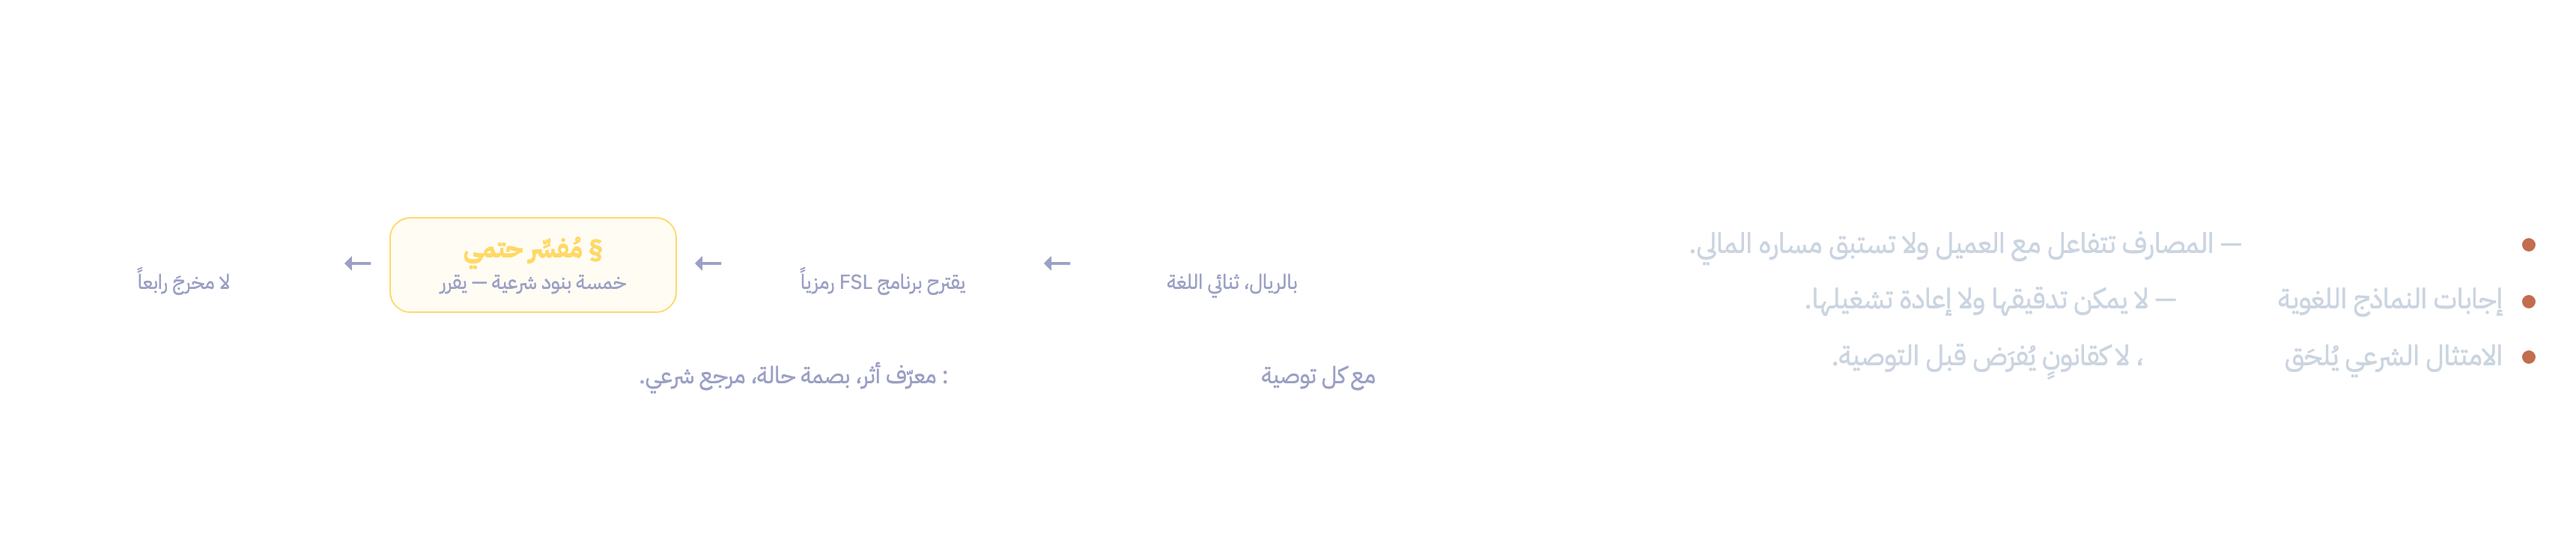 — المصارف تتفاعل مع العميل ولا تستبق مساره المالي.
إجابات النماذج اللغوية — لا يمكن تدقيقها ولا إعادة تشغيلها.
الامتثال الشرعي يُلحَق ، لا كقانونٍ يُفرَض قبل التوصية.
بالريال، ثنائي اللغة
←
يقترح برنامج FSL رمزياً
←
§ مُفسِّر حتمي
خمسة بنود شرعية — يقرر
←
لا مخرجَ رابعاً
مع كل توصية : معرّف أثر، بصمة حالة، مرجع شرعي.